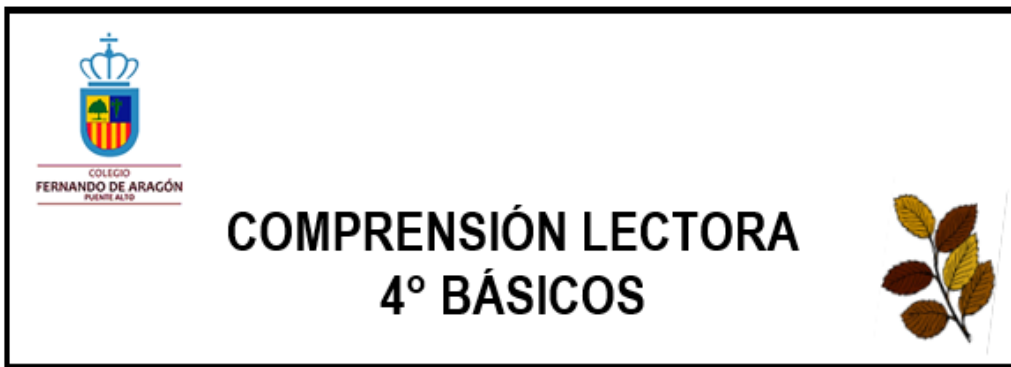 COLEGIO
FERNANDO DE ARAGÓN
PUENTE ALTO
COMPRENSIÓN LECTORA
4° BÁSICOS